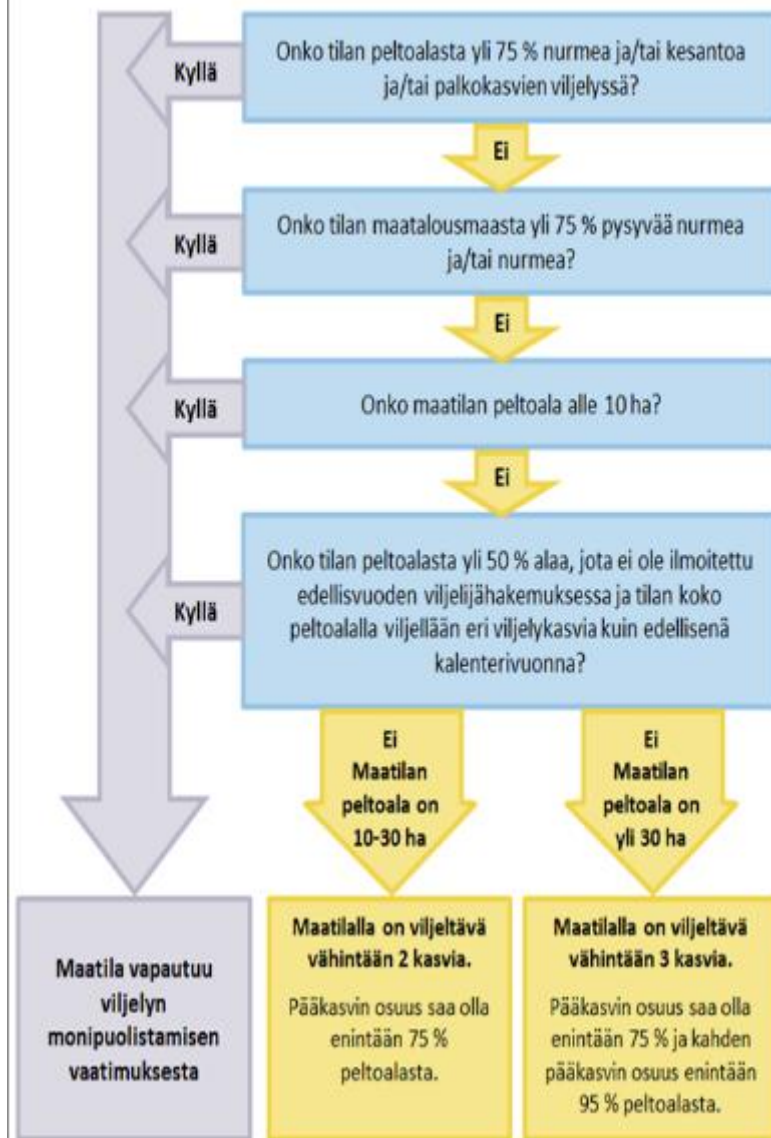 Onko tilan peltoalasta yli 75 % nurmea ja/tai kesantoa
ja/tai palkokasvien viljelyssä?
Kyllä
Ei
Onko tilan maatalousmaasta yli 75 % pysyvää nurmea
ja/tai nurmea?
Kyllä
Ei
Onko maatilan peltoala alle 10 ha?
Kyllä
Ei
Onko tilan peltoalasta yli 50 % alaa, jota ei ole ilmoitettu
edellisvuoden viljelijähakemuksessa ja tilan koko
peltoalalla viljellään eri viljelykasvia kuin edellisenä
kalenterivuonna?
Kyllä
Ei
Maatilan
peltoala on
10-30 ha
Ei
Maatilan
peltoala on
yli 30 ha
Maatila vapautuu
viljelyn
monipuolistamisen
vaatimuksesta
Maatilalla on viljeltävä
vähintään 2 kasvia.
Pääkasvin osuus saa olla
enintään 75 %
peltoalasta.
Maatilalla on viljeltävä
vähintään 3 kasvia.
Pääkasvin osuus saa olla
enintään 75 % ja kahden
pääkasvin osuus enintään
95 % peltoalasta.